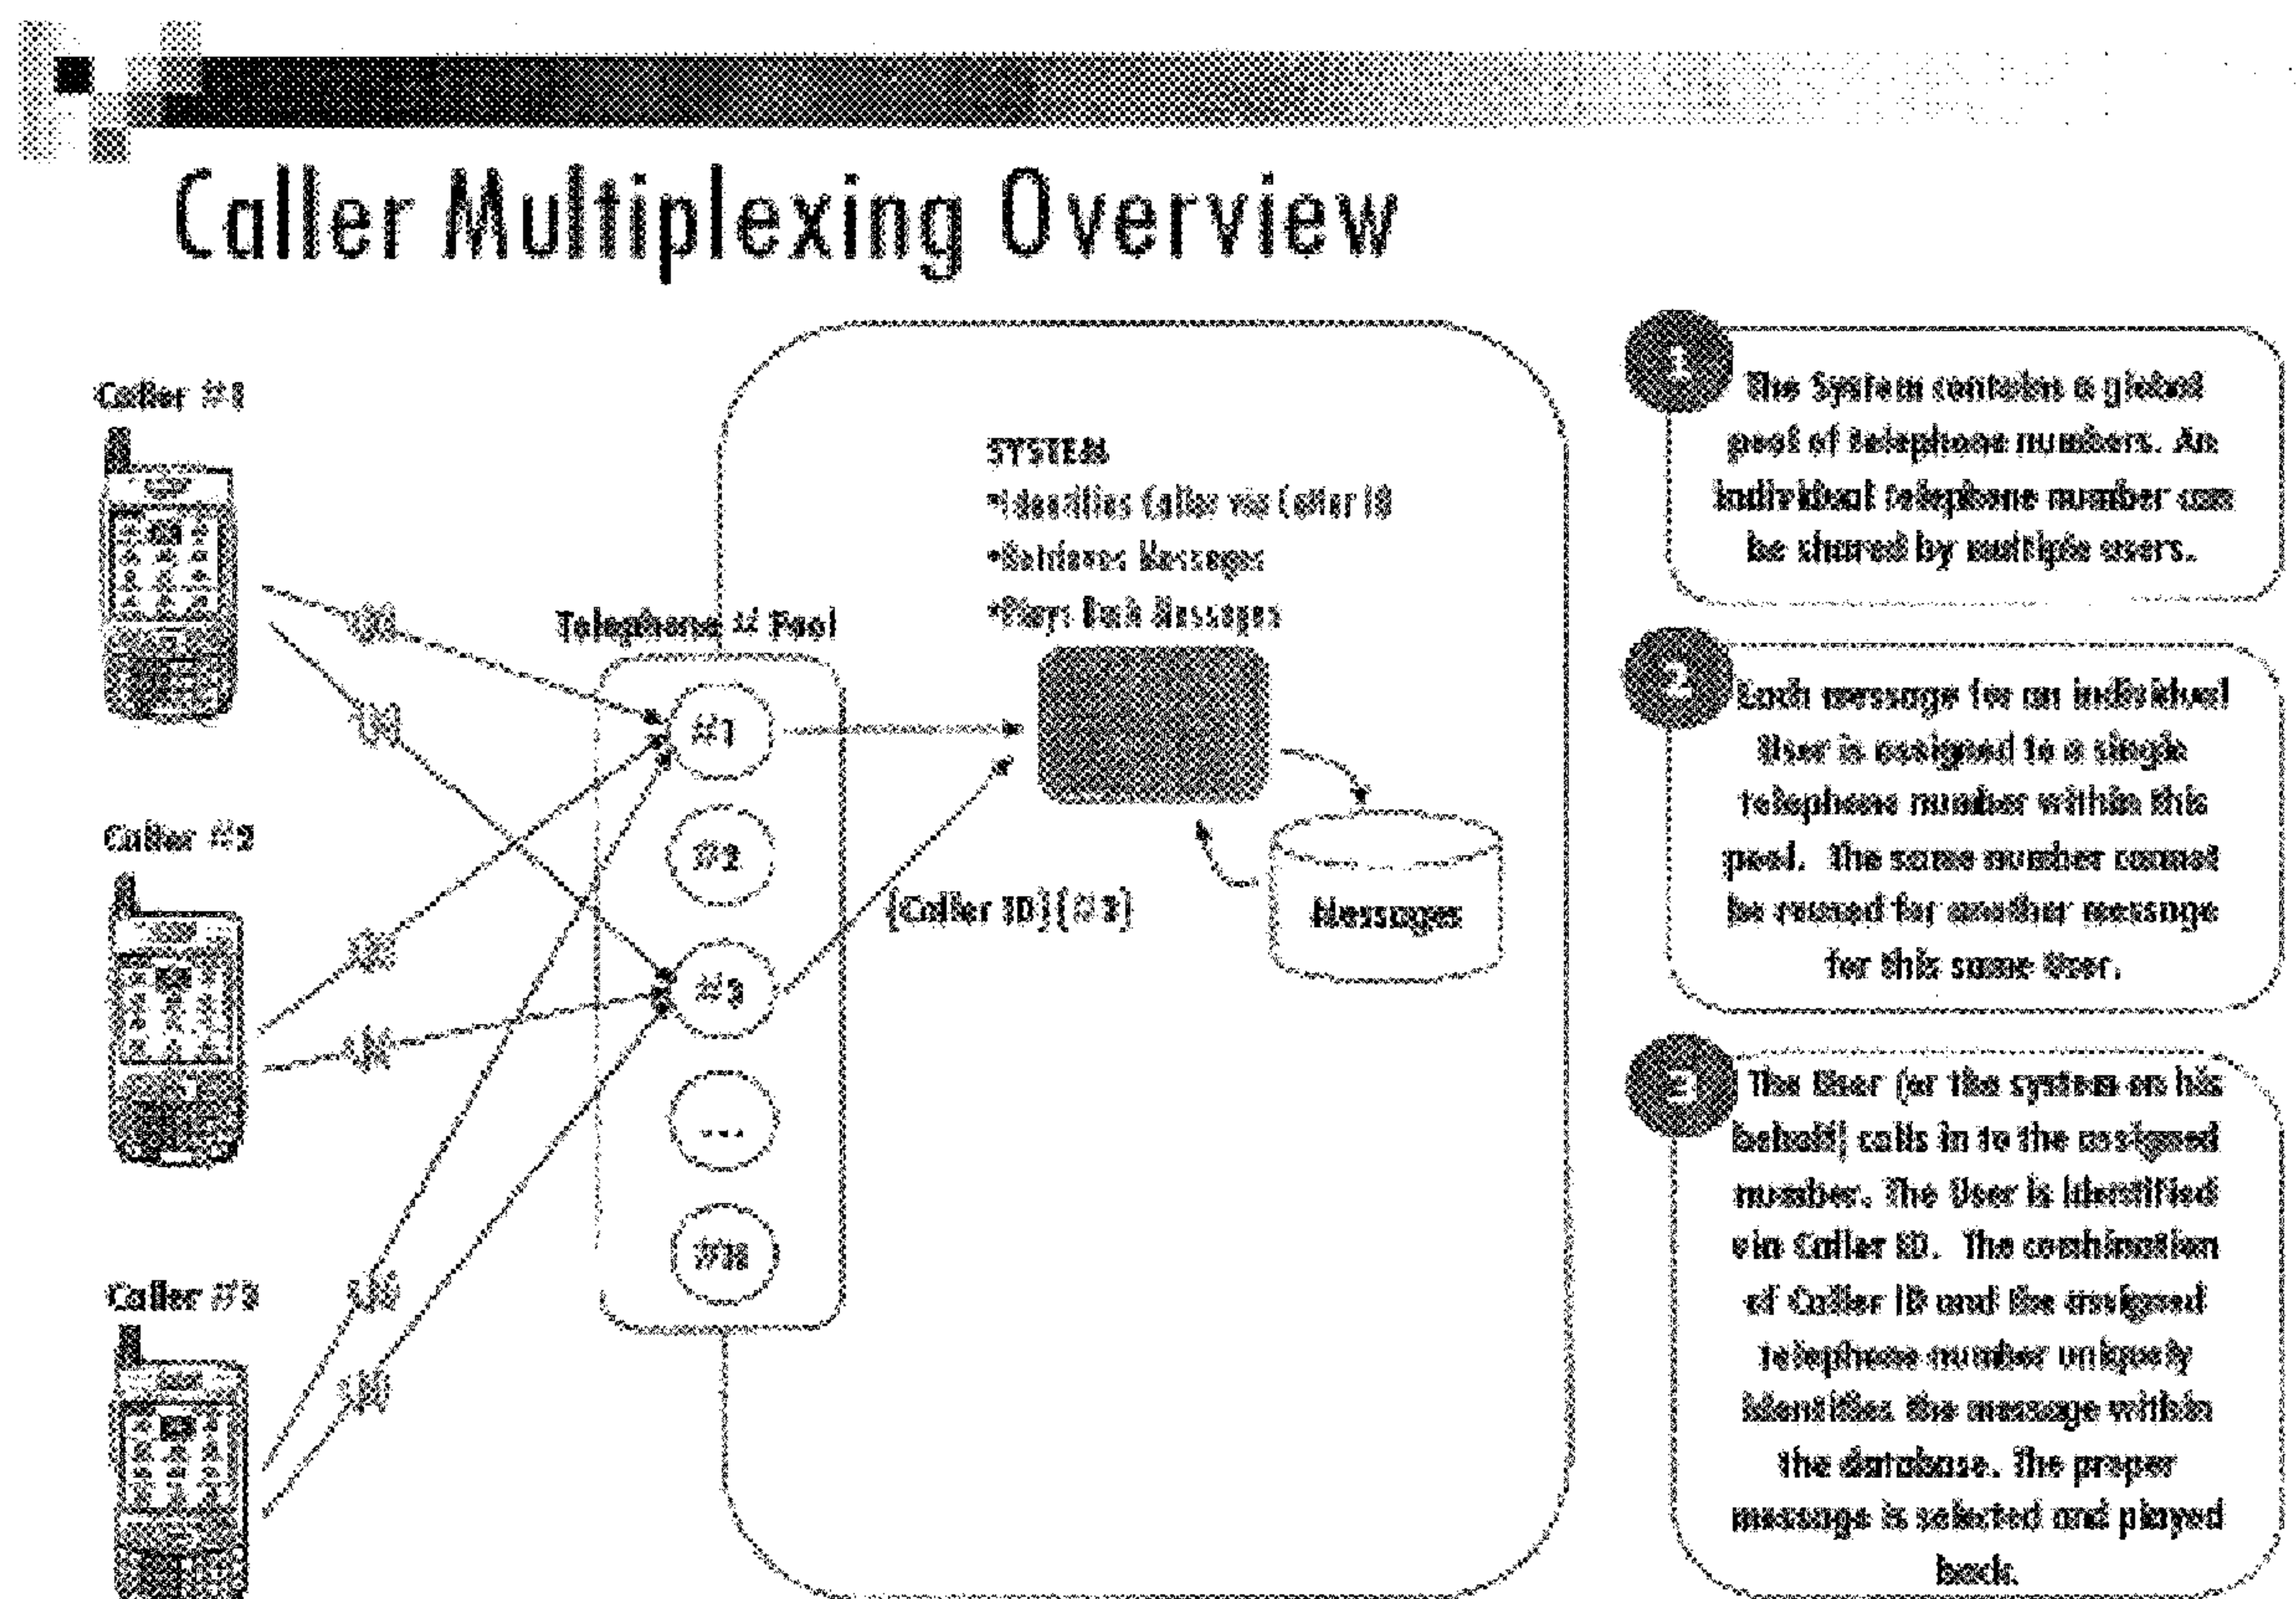 Caller Multiplexing Overview
Caller #1
Caller #2
Caller #3
Telephone # Pool
#1
#2
#3
...
#n
SYSTEM
•Identifies Caller via Caller ID
•Retrieves Messages
•Plays Back Messages
[Caller ID][#3]
Messages
1
The System contains a global
pool of telephone numbers. An
individual telephone number can
be shared by multiple users.
2
Each message for an individual
User is assigned to a single
telephone number within this
pool. The same number cannot
be reused for another message
for this same User.
3
The User (or the system on his
behalf) calls in to the assigned
number. The User is identified
via Caller ID. The combination
of Caller ID and the assigned
telephone number uniquely
identifies the message within
the database. The proper
message is selected and played
back.